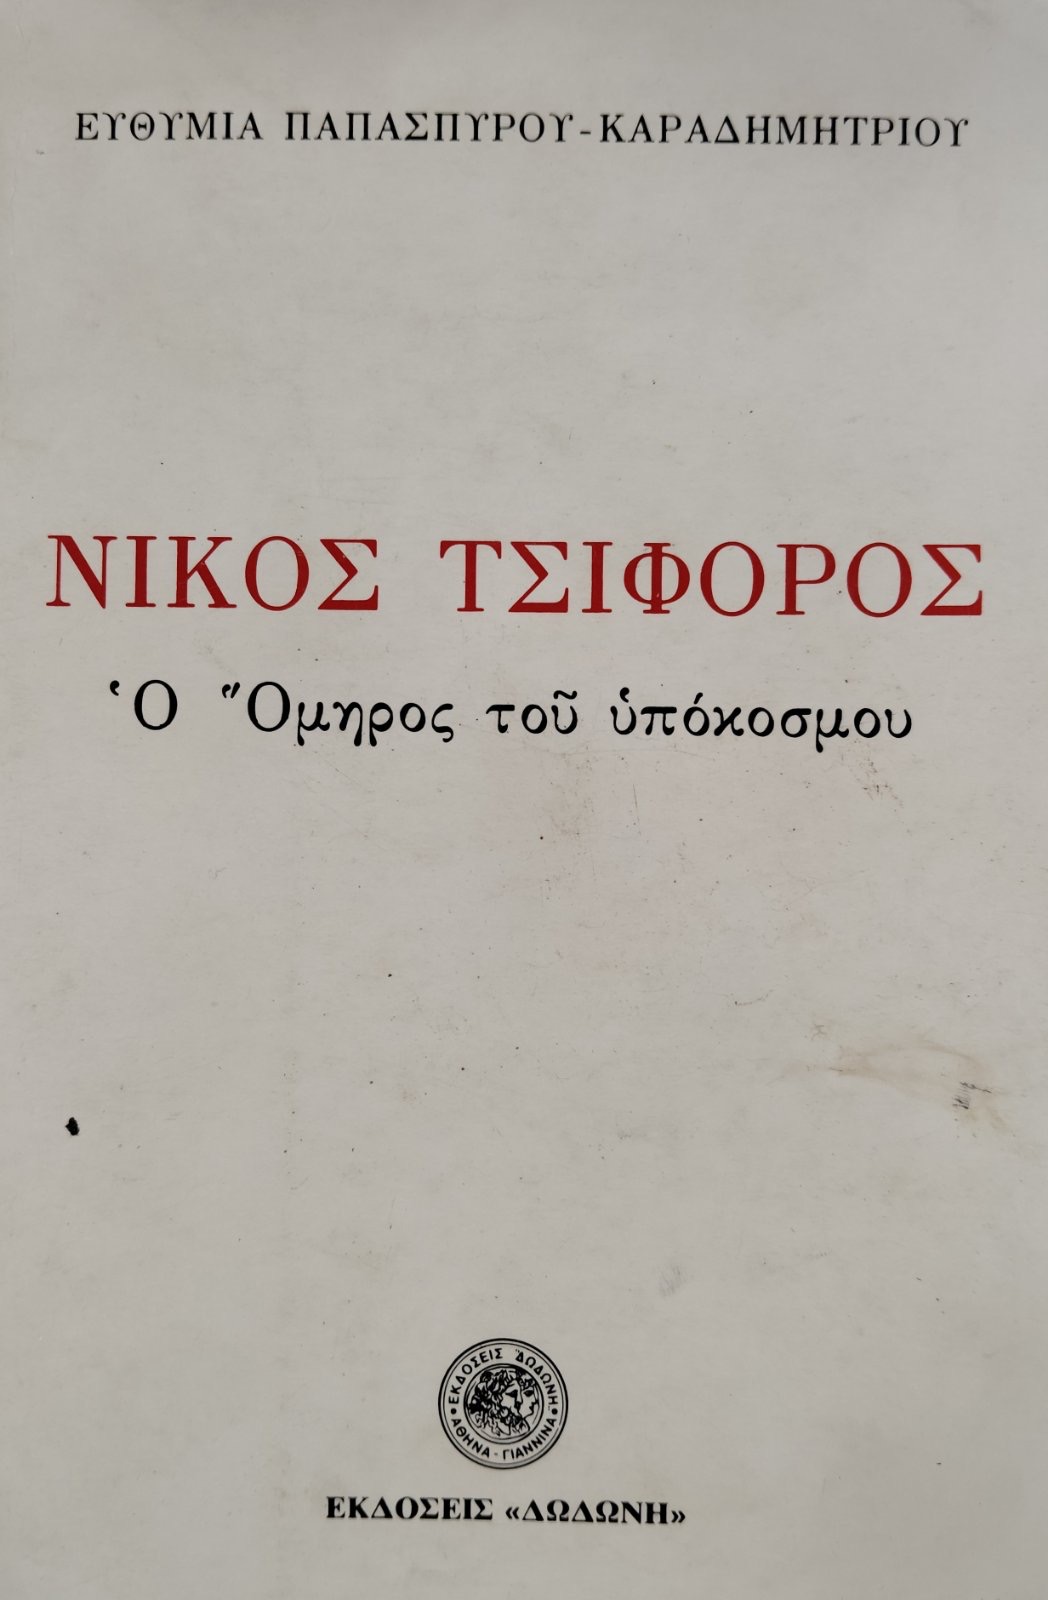 ΕΥΘΥΜΙΑ ΠΑΠΑΣΠΥΡΟΥ-ΚΑΡΑΔΗΜΗΤΡΙΟΥ
ΝΙΚΟΣ ΤΣΙΦΟΡΟΣ
Ὁ Ὅμηρος τοῦ ὑπόκοσμου
ΕΚΔΟΣΕΙΣ ΔΩΔΩΝΗ
ΑΘΗΝΑ - ΓΙΑΝΝΙΝΑ
ΕΚΔΟΣΕΙΣ «ΔΩΔΩΝΗ»